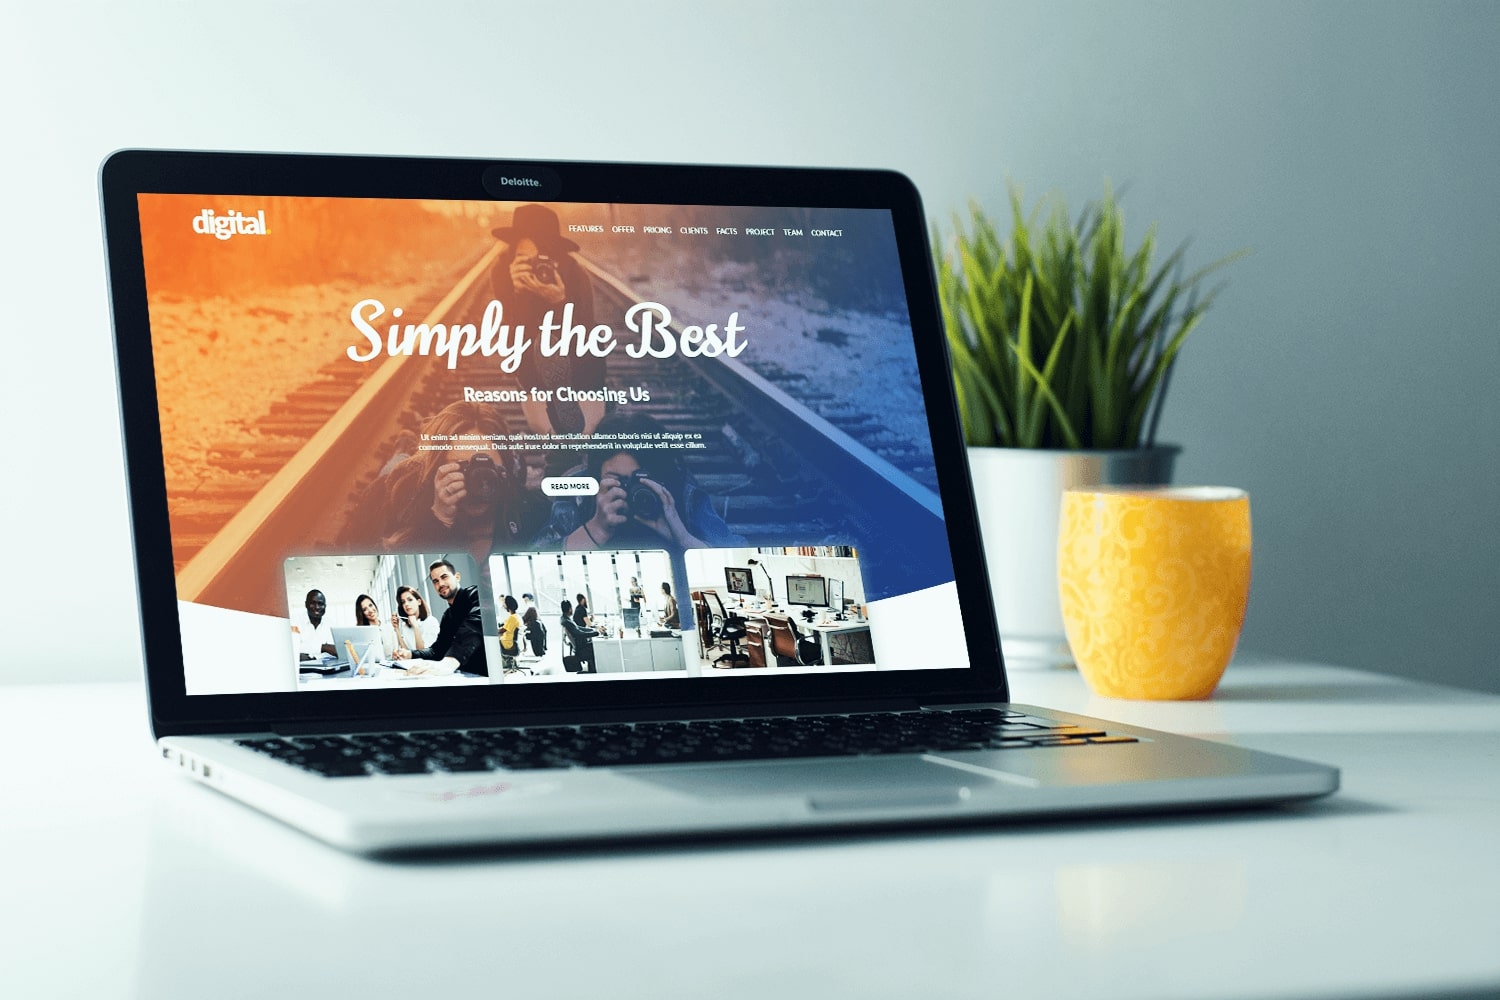 Deloitte.
digital.
FEATURES OFFER PRICING CLIENTS FACTS PROJECT TEAM CONTACT
Simply the Best
Reasons for Choosing Us
Ut enim ad minim veniam, quis nostrud exercitation ullamco laboris nisi ut aliquip ex ea
commodo consequat. Duis aute irure dolor in reprehenderit in voluptate velit esse cillum.
READ MORE